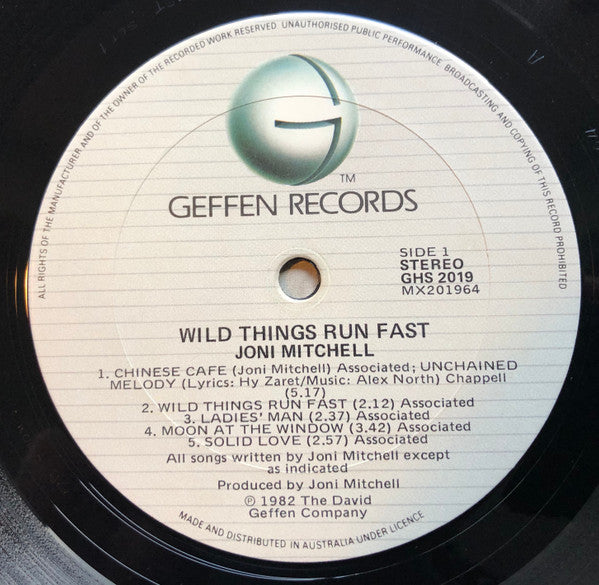 ALL RIGHTS OF THE MANUFACTURER AND OF THE OWNER OF THE RECORDED WORK RESERVED. UNAUTHORISED PUBLIC PERFORMANCE, BROADCASTING AND COPYING OF THIS RECORD PROHIBITED
TM
GEFFEN RECORDS
SIDE 1
STEREO
GHS 2019
MX201964
WILD THINGS RUN FAST
JONI MITCHELL
1. CHINESE CAFE (Joni Mitchell) Associated; UNCHAINED
MELODY (Lyrics: Hy Zaret/Music: Alex North) Chappell
(5.17)
2. WILD THINGS RUN FAST (2.12) Associated
3. LADIES' MAN (2.37) Associated
4. MOON AT THE WINDOW (3.42) Associated
5. SOLID LOVE (2.57) Associated
All songs written by Joni Mitchell except
as indicated
Produced by Joni Mitchell
℗ 1982 The David
Geffen Company
MADE AND DISTRIBUTED IN AUSTRALIA UNDER LICENCE